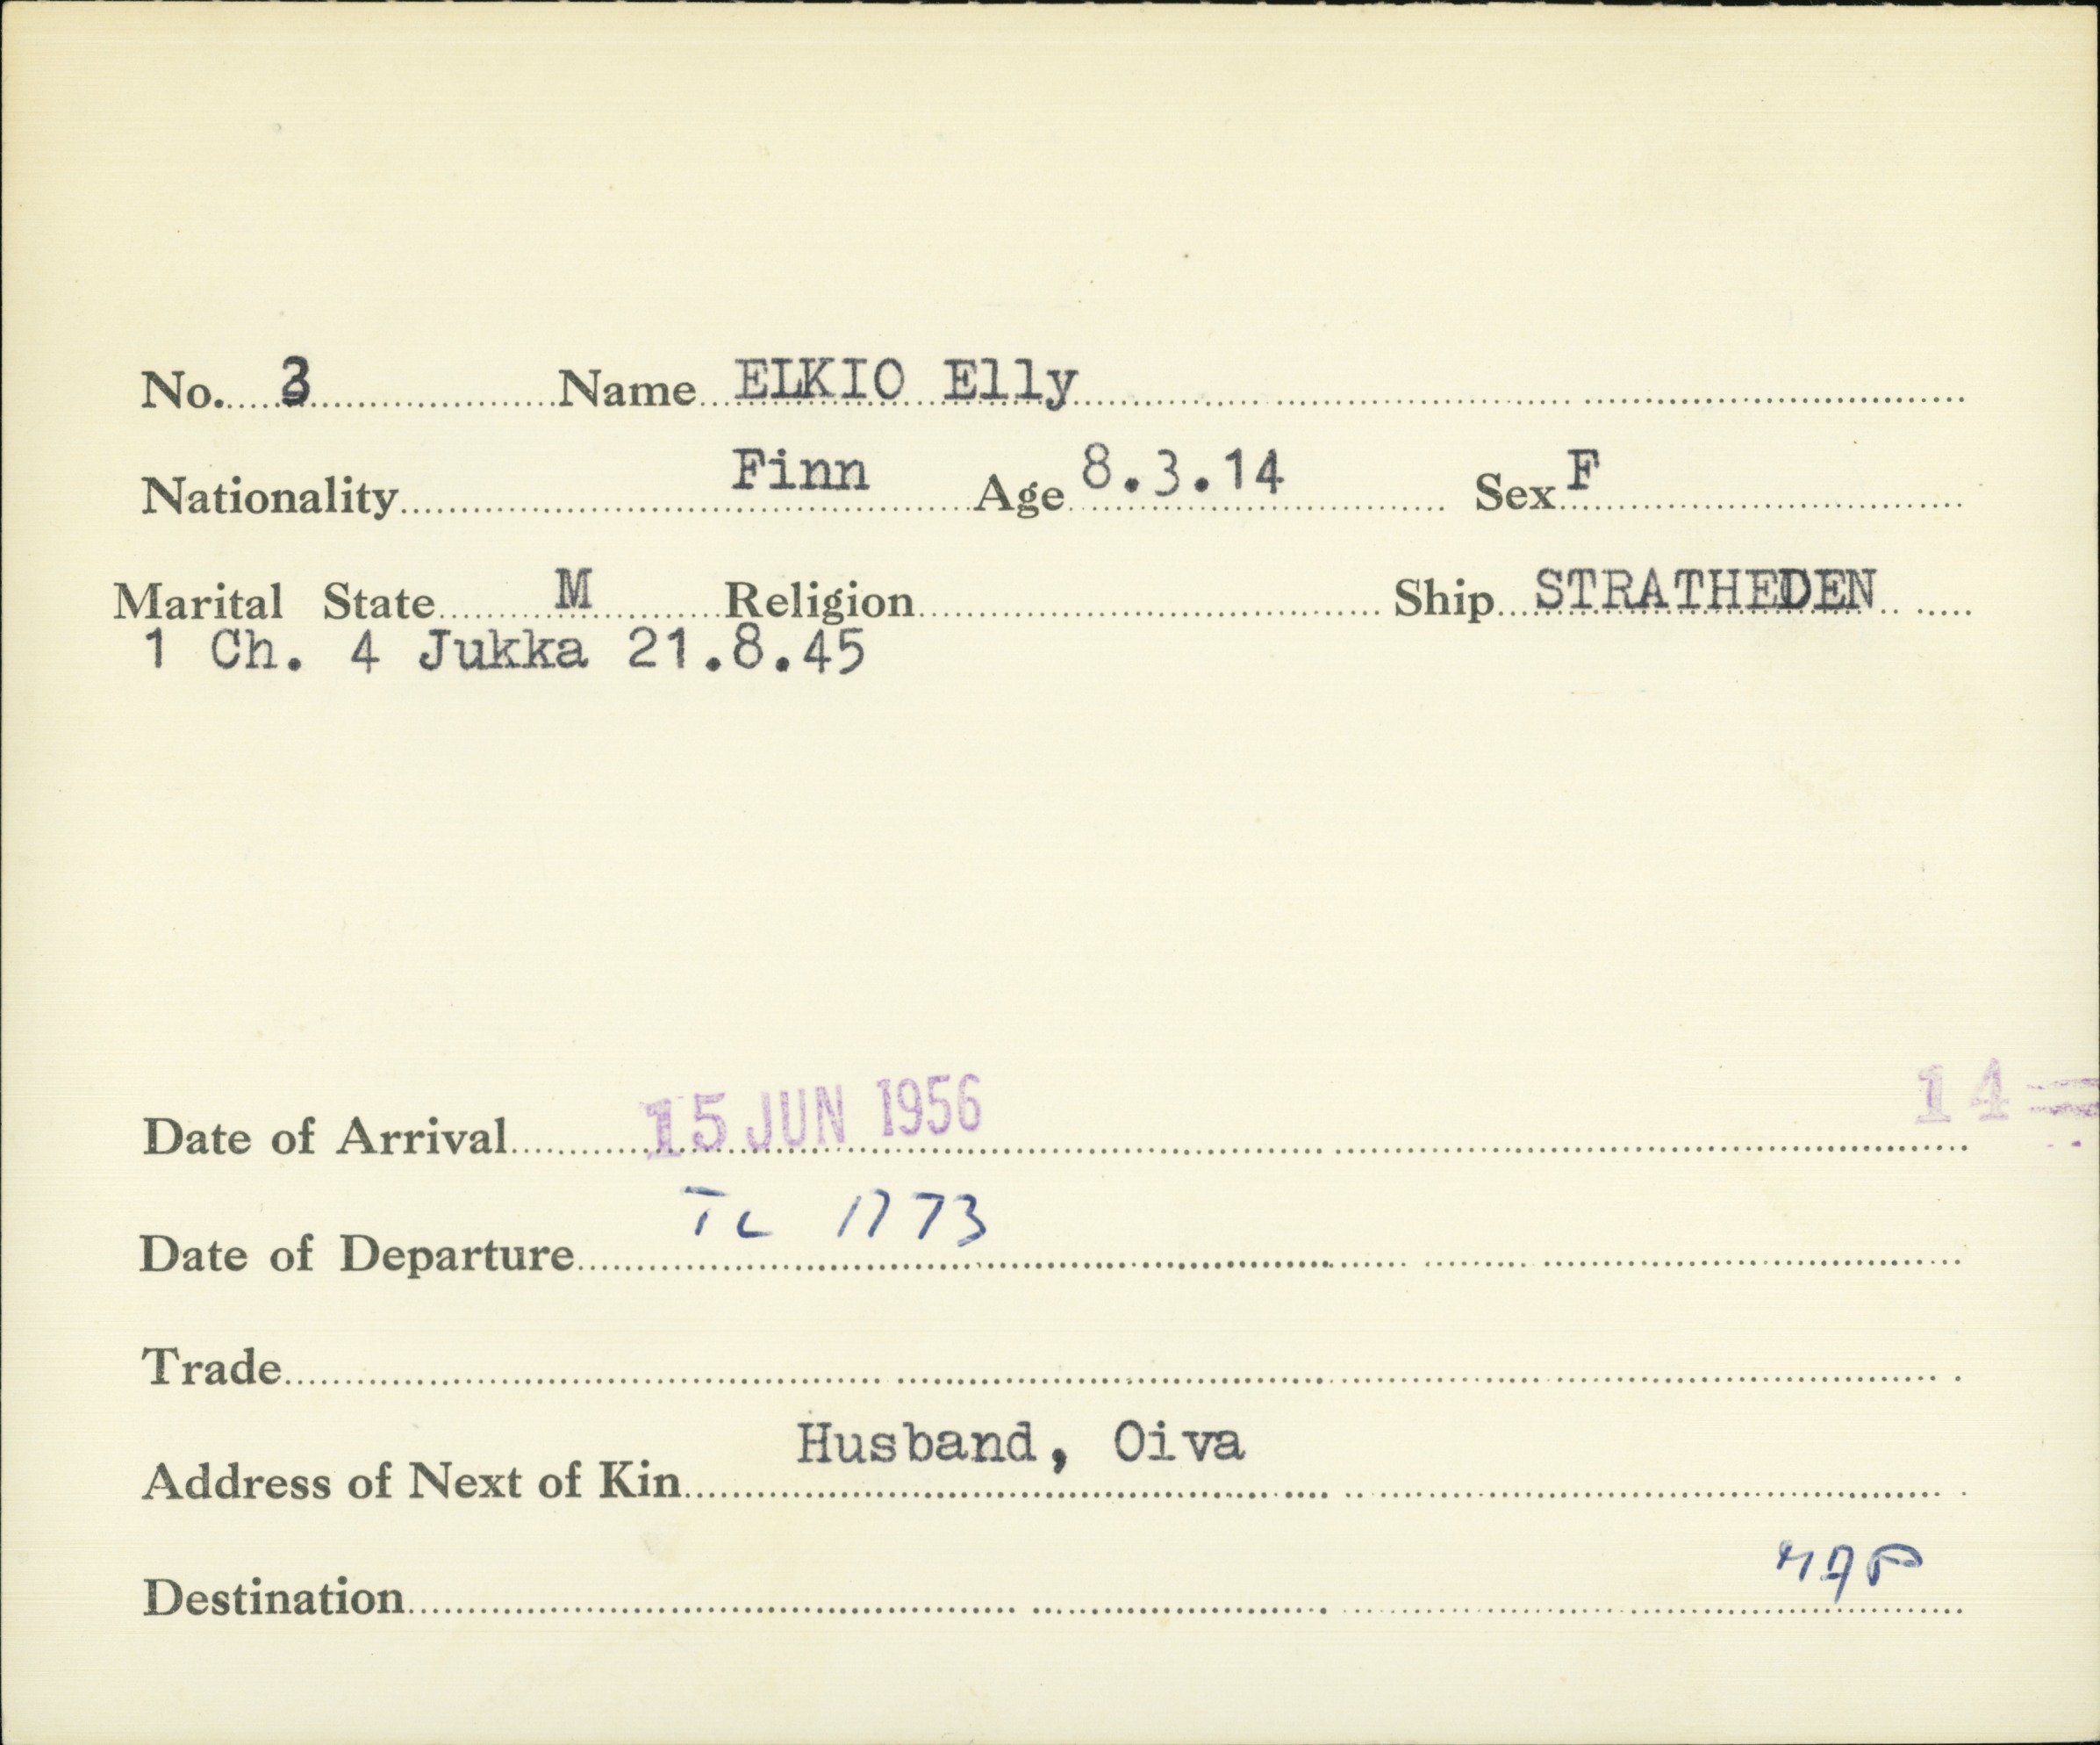 No. 3 Name ELKIO Elly
Nationality Finn Age 8.3.14 Sex F
Marital State M Religion Ship STRATHEDEN
1 Ch. 4 Jukka 21.8.45
14
Date of Arrival 15 JUN 1956
Date of Departure
Trade
Address of Next of Kin Husband, Oiva
Destination